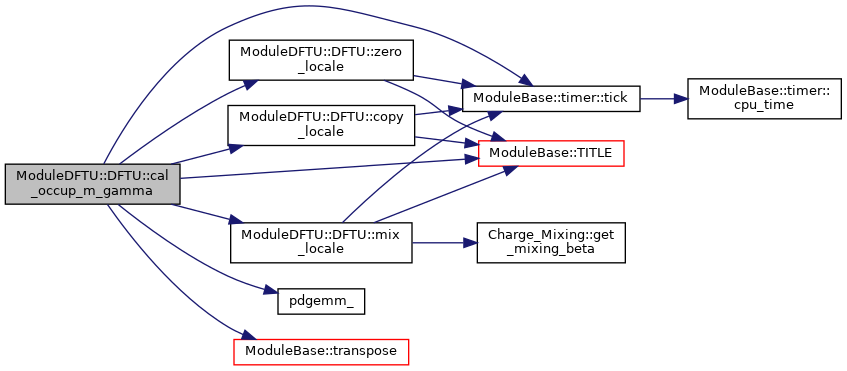 ModuleDFTU::DFTU::cal
_occup_m_gamma
ModuleDFTU::DFTU::zero
_locale
ModuleDFTU::DFTU::copy
_locale
ModuleDFTU::DFTU::mix
_locale
pdgemm_
ModuleBase::transpose
ModuleBase::timer::tick
ModuleBase::TITLE
Charge_Mixing::get
_mixing_beta
ModuleBase::timer::
cpu_time